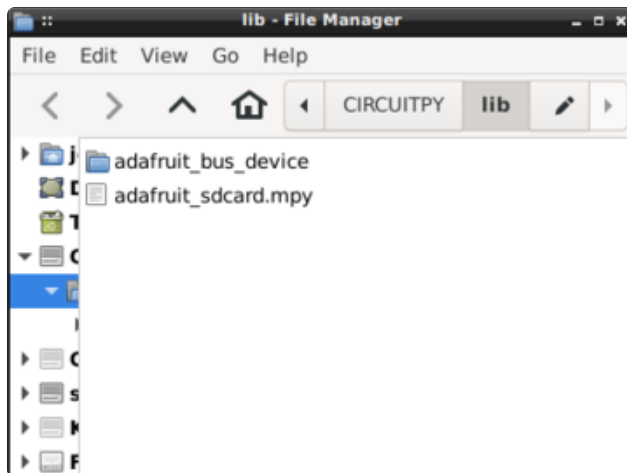 lib - File Manager
File Edit View Go Help
CIRCUITPY lib
adafruit_bus_device
adafruit_sdcard.mpy